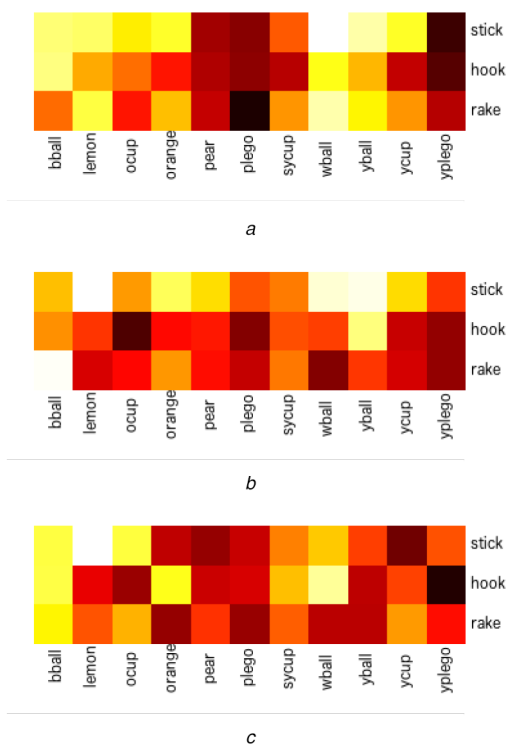 stick
hook
rake
bball lemon ocup orange pear plego sycup wball yball ycup yplego
a
stick
hook
rake
bball lemon ocup orange pear plego sycup wball yball ycup yplego
b
stick
hook
rake
bball lemon ocup orange pear plego sycup wball yball ycup yplego
c